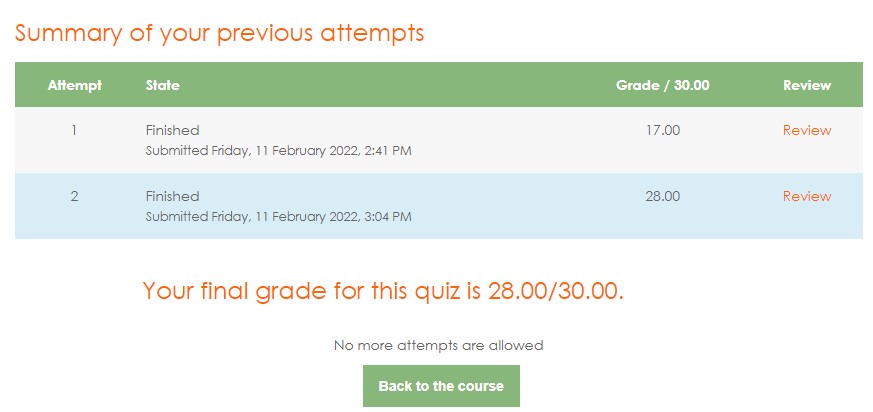 Summary of your previous attempts
Attempt State Grade / 30.00 Review
1 Finished 17.00 Review
Submitted Friday, 11 February 2022, 2:41 PM
2 Finished 28.00 Review
Submitted Friday, 11 February 2022, 3:04 PM
Your final grade for this quiz is 28.00/30.00.
No more attempts are allowed
Back to the course